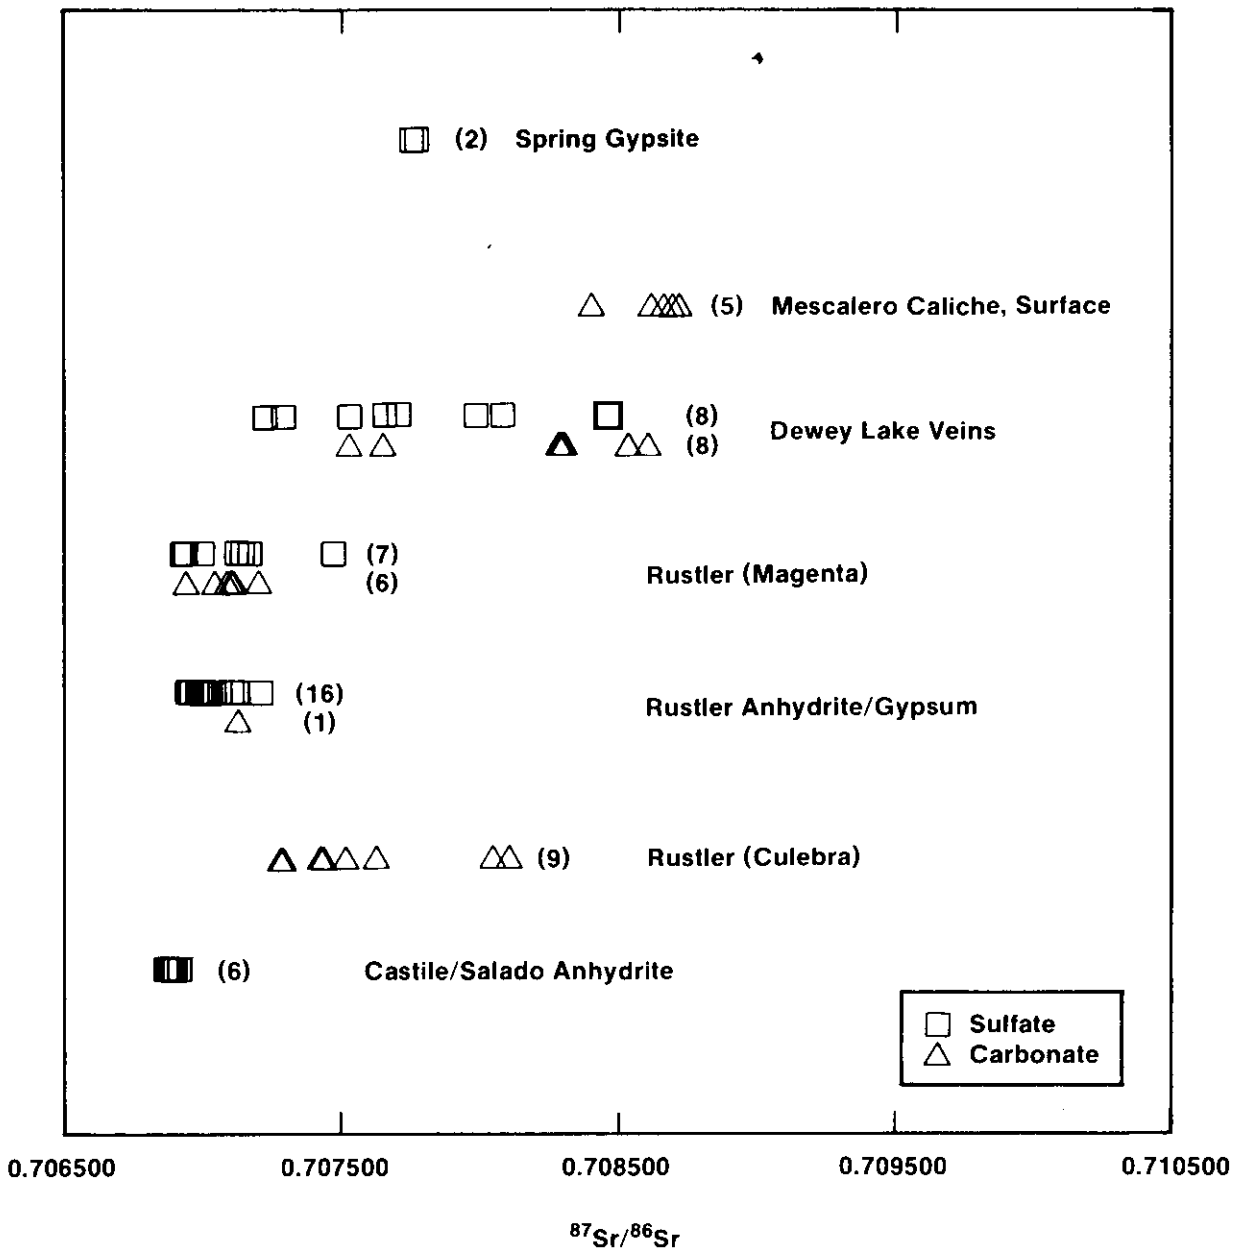 (2) Spring Gypsite
(5) Mescalero Caliche, Surface
(8)
Dewey Lake Veins
(8)
(7)
Rustler (Magenta)
(6)
(16)
Rustler Anhydrite/Gypsum
(1)
(9) Rustler (Culebra)
(6) Castile/Salado Anhydrite
Sulfate
Carbonate
0.706500 0.707500 0.708500 0.709500 0.710500
⁸⁷Sr/⁸⁶Sr